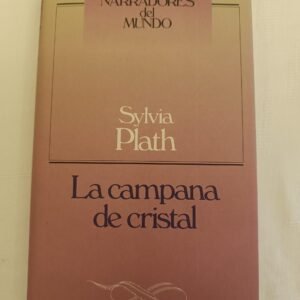 NARRADORES
del
MUNDO
Sylvia
Plath
La campana
de cristal